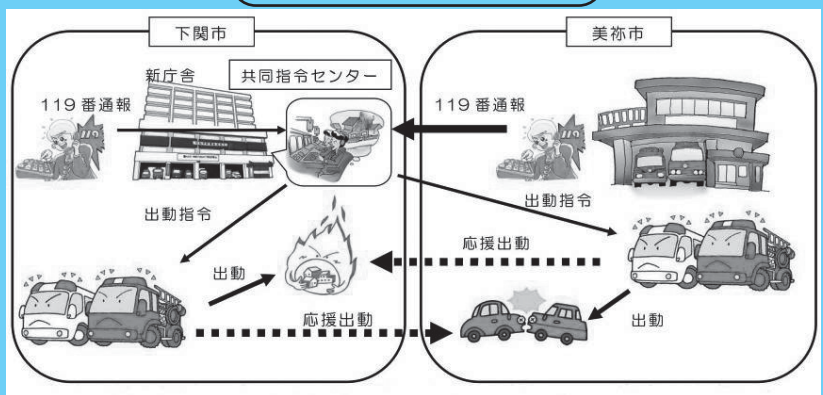 下関市
美祢市
新庁舎
共同指令センター
119番通報
119番通報
出動指令
出動指令
応援出動
出動
応援出動
出動